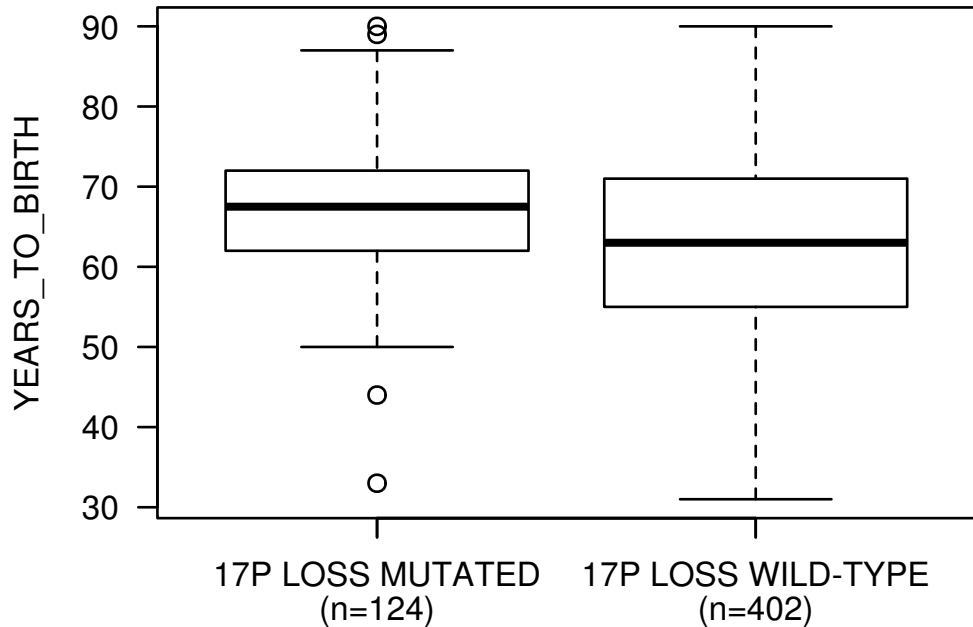 YEARS_TO_BIRTH
90
80
70
60
50
40
30
17P LOSS MUTATED
(n=124)
17P LOSS WILD-TYPE
(n=402)